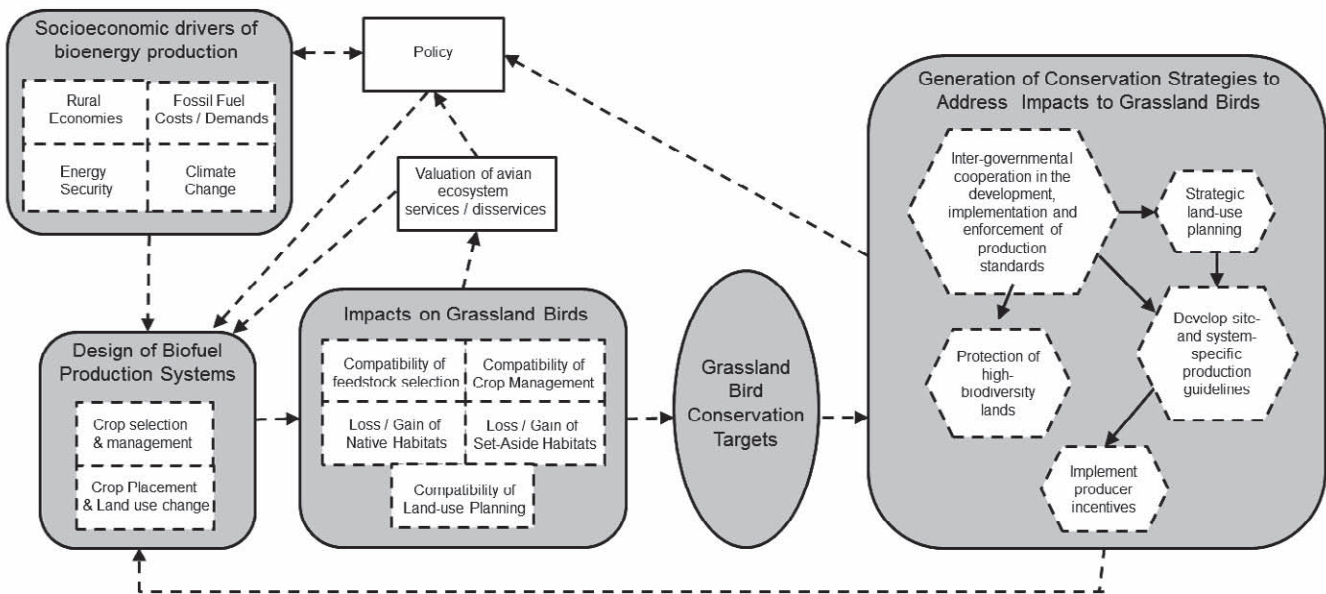 Socioeconomic drivers of
bioenergy production
Rural
Economies
Fossil Fuel
Costs / Demands
Energy
Security
Climate
Change
Policy
Valuation of avian
ecosystem
services / disservices
Design of Biofuel
Production Systems
Crop selection
& management
Crop Placement
& Land use change
Impacts on Grassland Birds
Compatibility of
feedstock selection
Compatibility of
Crop Management
Loss / Gain of
Native Habitats
Loss / Gain of
Set-Aside Habitats
Compatibility of
Land-use Planning
Grassland
Bird
Conservation
Targets
Generation of Conservation Strategies to
Address Impacts to Grassland Birds
Inter-governmental
cooperation in the
development,
implementation and
enforcement of
production
standards
Strategic
land-use
planning
Protection of
high-
biodiversity
lands
Develop site-
and system-
specific
production
guidelines
Implement
producer
incentives